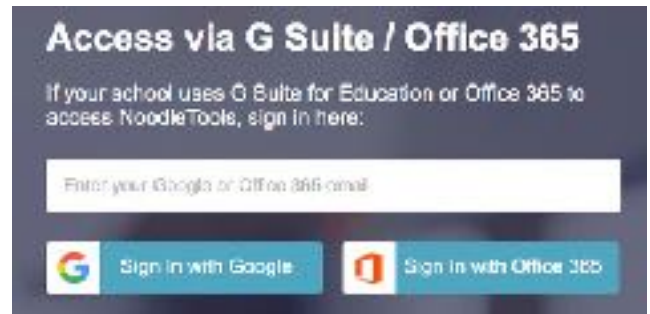 Access via G Suite / Office 365
If your school uses G Suite for Education or Office 365 to
access NoodleTools, sign in here:
Enter your Google or Office 365 email
Sign in with Google
Sign in with Office 365